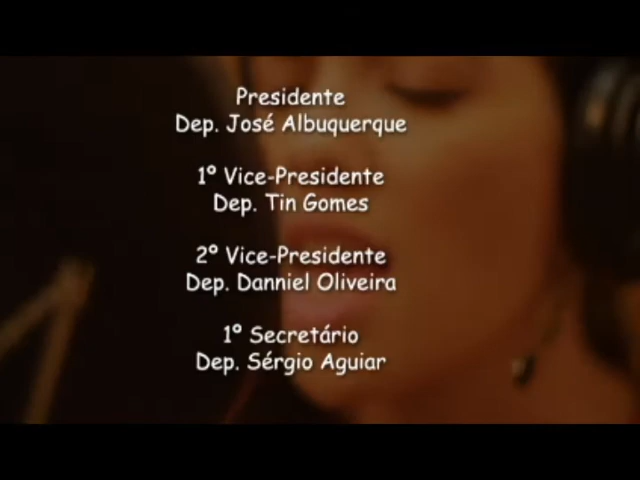 Presidente
Dep. José Albuquerque
1º Vice-Presidente
Dep. Tin Gomes
2º Vice-Presidente
Dep. Danniel Oliveira
1º Secretário
Dep. Sérgio Aguiar